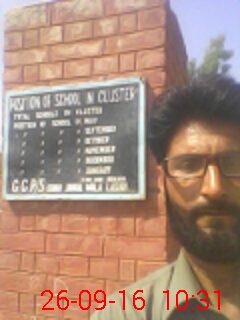 POSITION OF SCHOOL IN CLUSTER
TOTAL SCHOOLS IN CLUSTER
POSITION OF SCHOOL IN MAY
" " " " SEPTEMBER
" " " " OCTOBER
" " " " NOVEMBER
" " " " DECEMBER
" " " " JANUARY
G.G.P.S
26-09-16 10:31